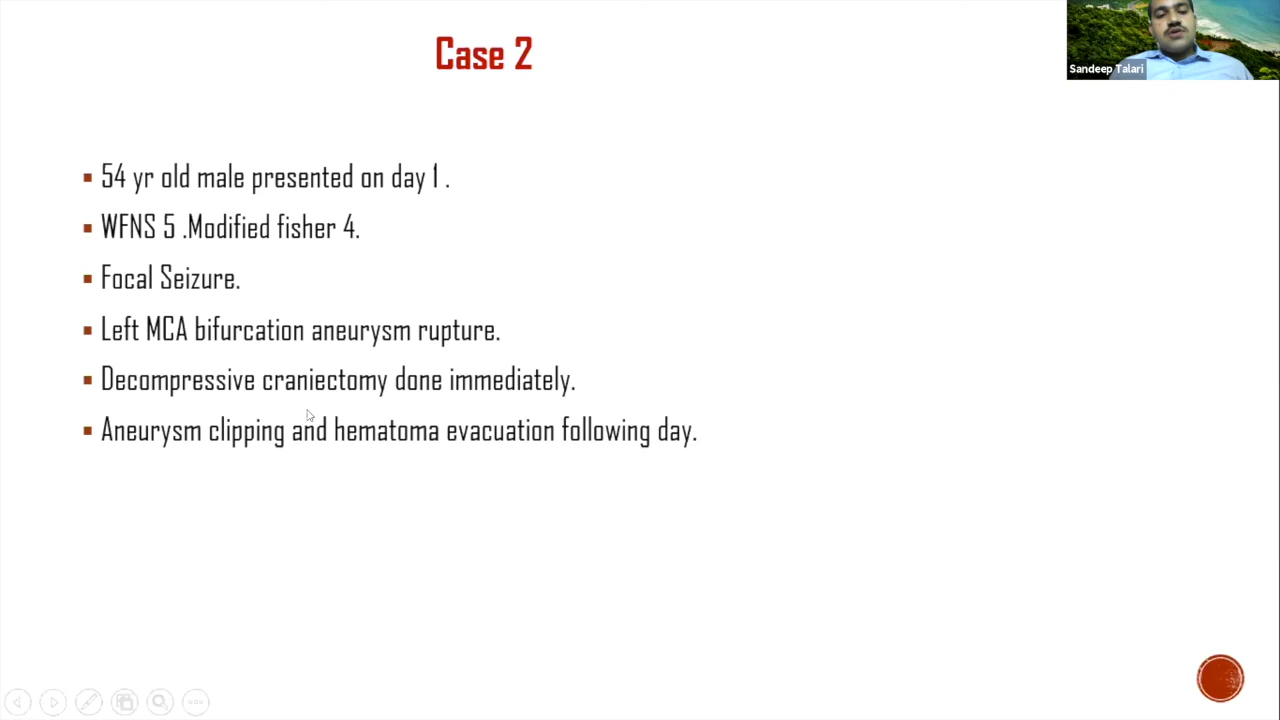 Case 2
Sandeep Talari
54 yr old male presented on day 1 .
WFNS 5 .Modified fisher 4.
Focal Seizure.
Left MCA bifurcation aneurysm rupture.
Decompressive craniectomy done immediately.
Aneurysm clipping and hematoma evacuation following day.